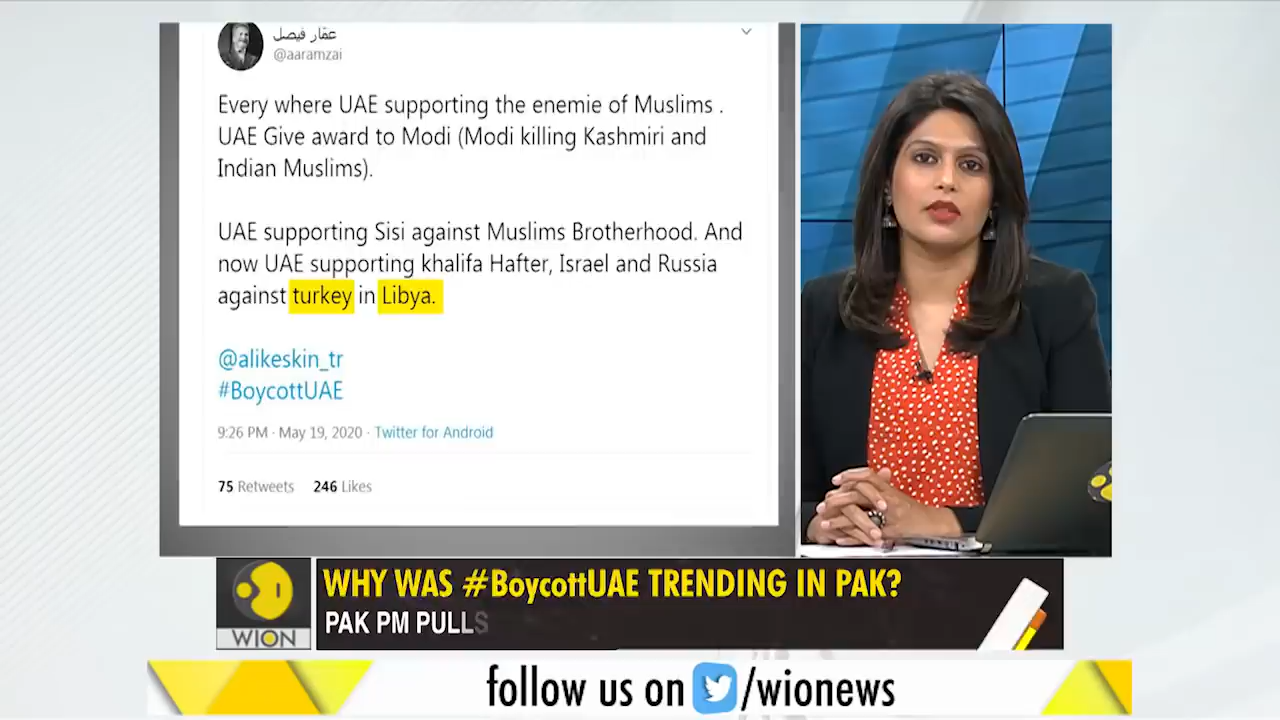 عمّار فيصل
@aaramzai
Every where UAE supporting the enemie of Muslims .
UAE Give award to Modi (Modi killing Kashmiri and
Indian Muslims).
UAE supporting Sisi against Muslims Brotherhood. And
now UAE supporting khalifa Hafter, Israel and Russia
against turkey in Libya.
@alikeskin_tr
#BoycottUAE
9:26 PM · May 19, 2020 · Twitter for Android
75 Retweets 246 Likes
WION
WHY WAS #BoycottUAE TRENDING IN PAK?
PAK PM PULLS
follow us on /wionews